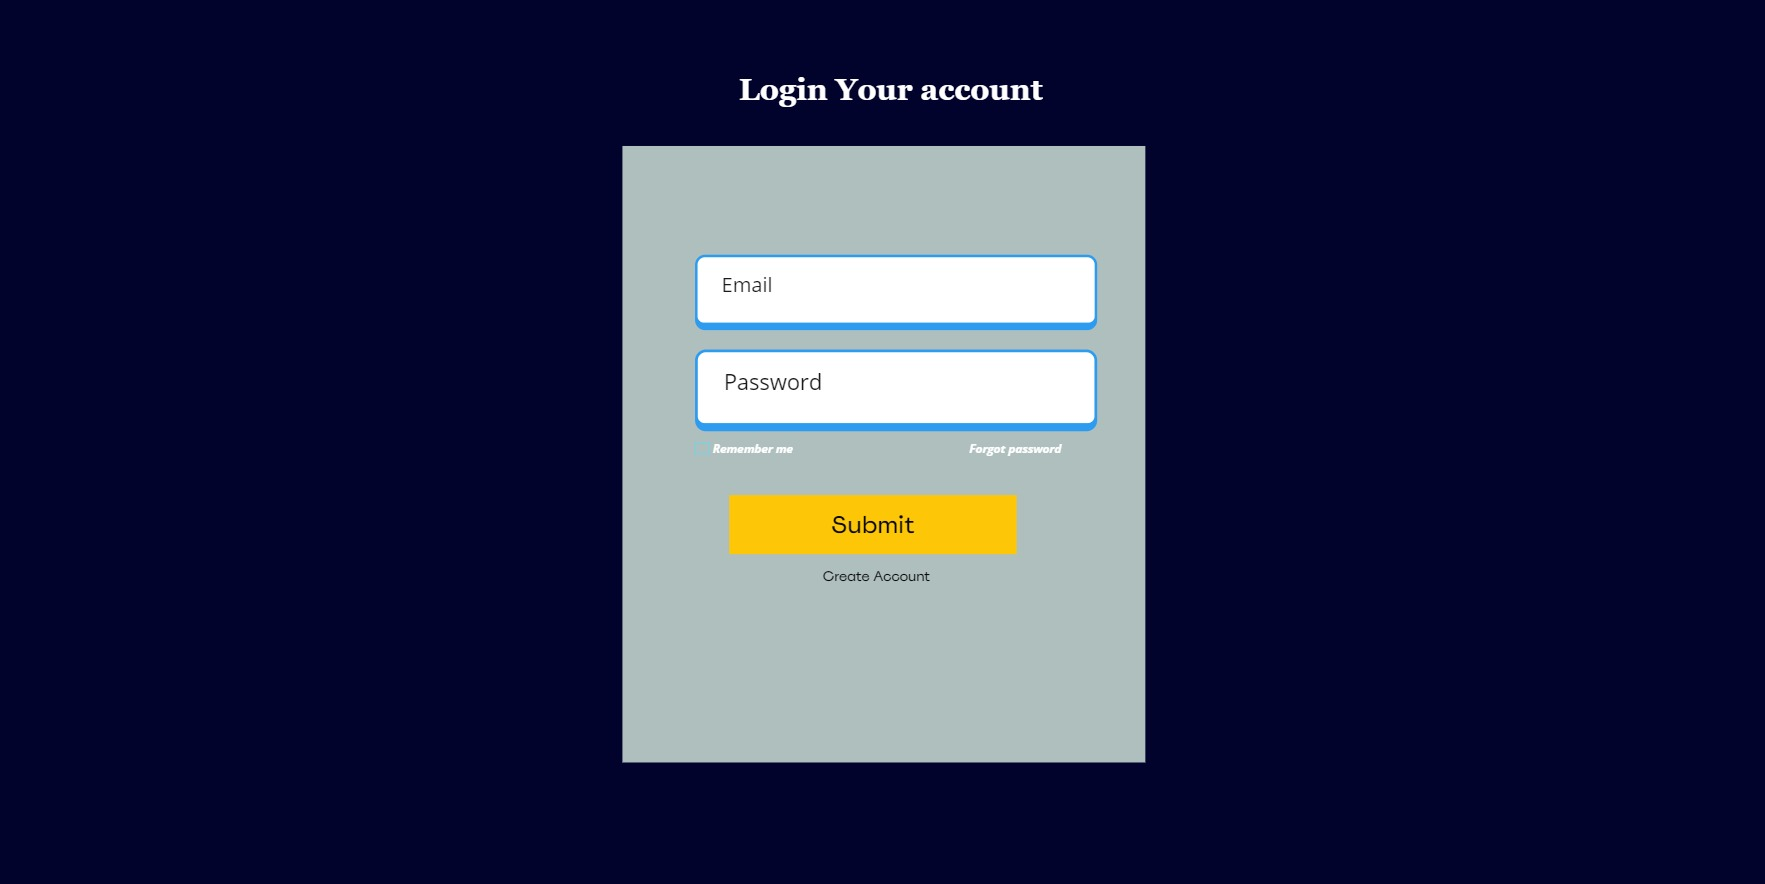 Login Your account
Email
Password
Remember me
Forgot password
Submit
Create Account